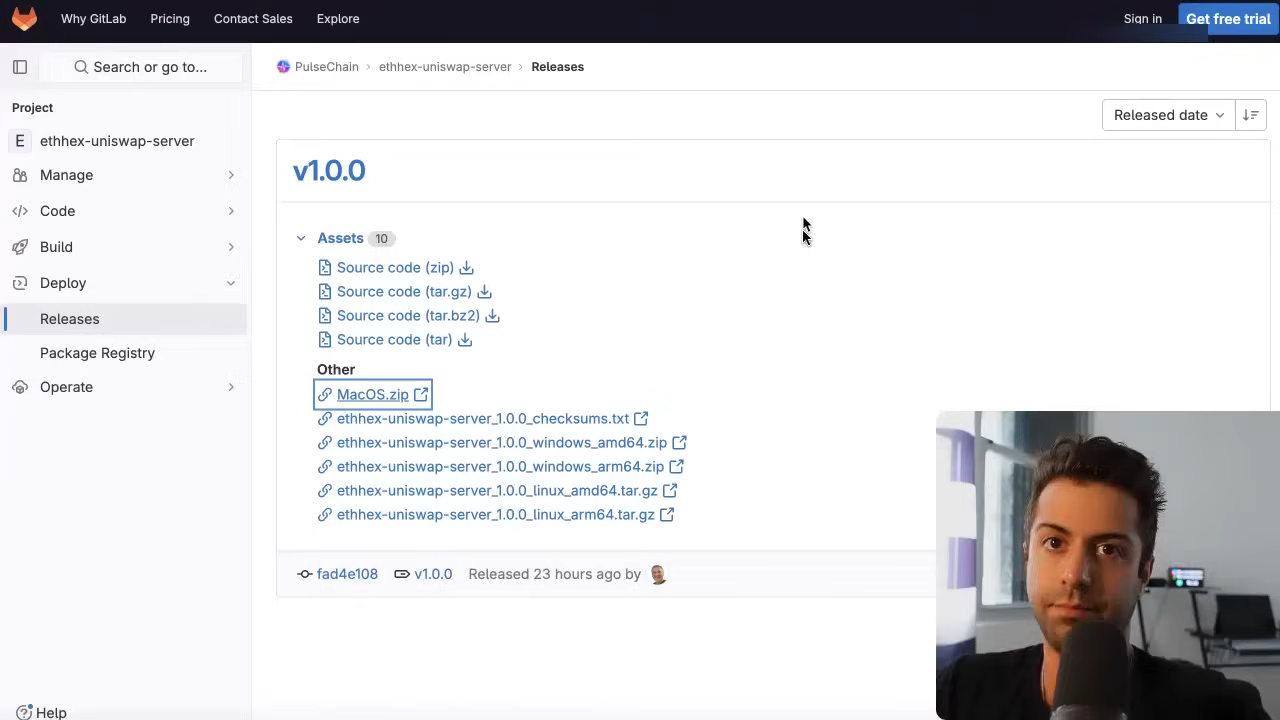 Why GitLab
Pricing
Contact Sales
Explore
Sign in
Get free trial
Search or go to...
PulseChain › ethhex-uniswap-server › Releases
Project
E ethhex-uniswap-server
Manage
Code
Build
Deploy
Releases
Package Registry
Operate
Help
Released date
v1.0.0
Assets 10
Source code (zip)
Source code (tar.gz)
Source code (tar.bz2)
Source code (tar)
Other
MacOS.zip
ethhex-uniswap-server_1.0.0_checksums.txt
ethhex-uniswap-server_1.0.0_windows_amd64.zip
ethhex-uniswap-server_1.0.0_windows_arm64.zip
ethhex-uniswap-server_1.0.0_linux_amd64.tar.gz
ethhex-uniswap-server_1.0.0_linux_arm64.tar.gz
fad4e108 v1.0.0 Released 23 hours ago by